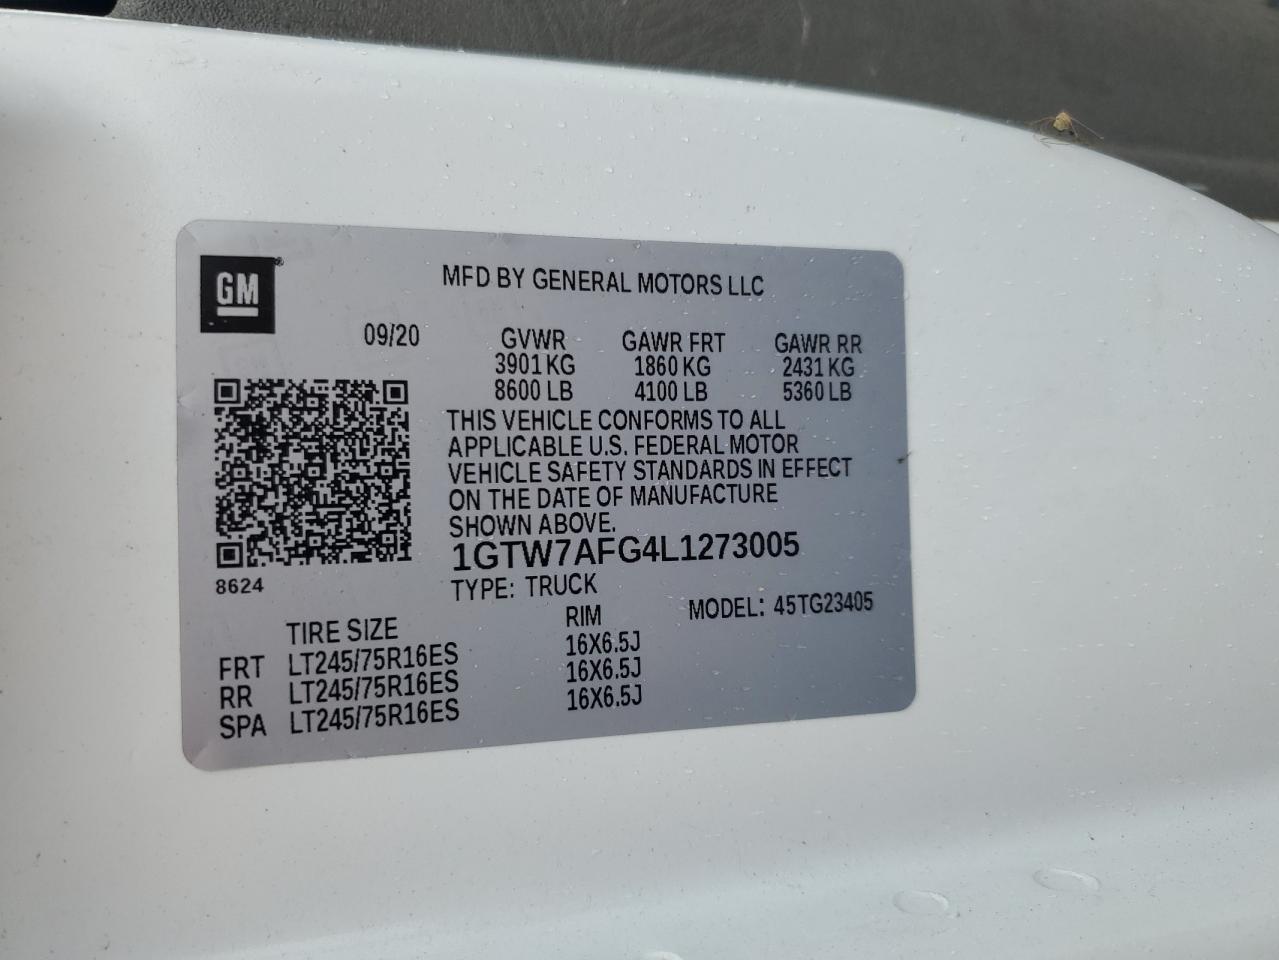 GM
MFD BY GENERAL MOTORS LLC
09/20 GVWR GAWR FRT GAWR RR
3901 KG 1860 KG 2431 KG
8600 LB 4100 LB 5360 LB
THIS VEHICLE CONFORMS TO ALL
APPLICABLE U.S. FEDERAL MOTOR
VEHICLE SAFETY STANDARDS IN EFFECT
ON THE DATE OF MANUFACTURE
SHOWN ABOVE.
1GTW7AFG4L1273005
8624
TYPE: TRUCK
MODEL: 45TG23405
TIRE SIZE RIM
FRT LT245/75R16ES 16X6.5J
RR LT245/75R16ES 16X6.5J
SPA LT245/75R16ES 16X6.5J